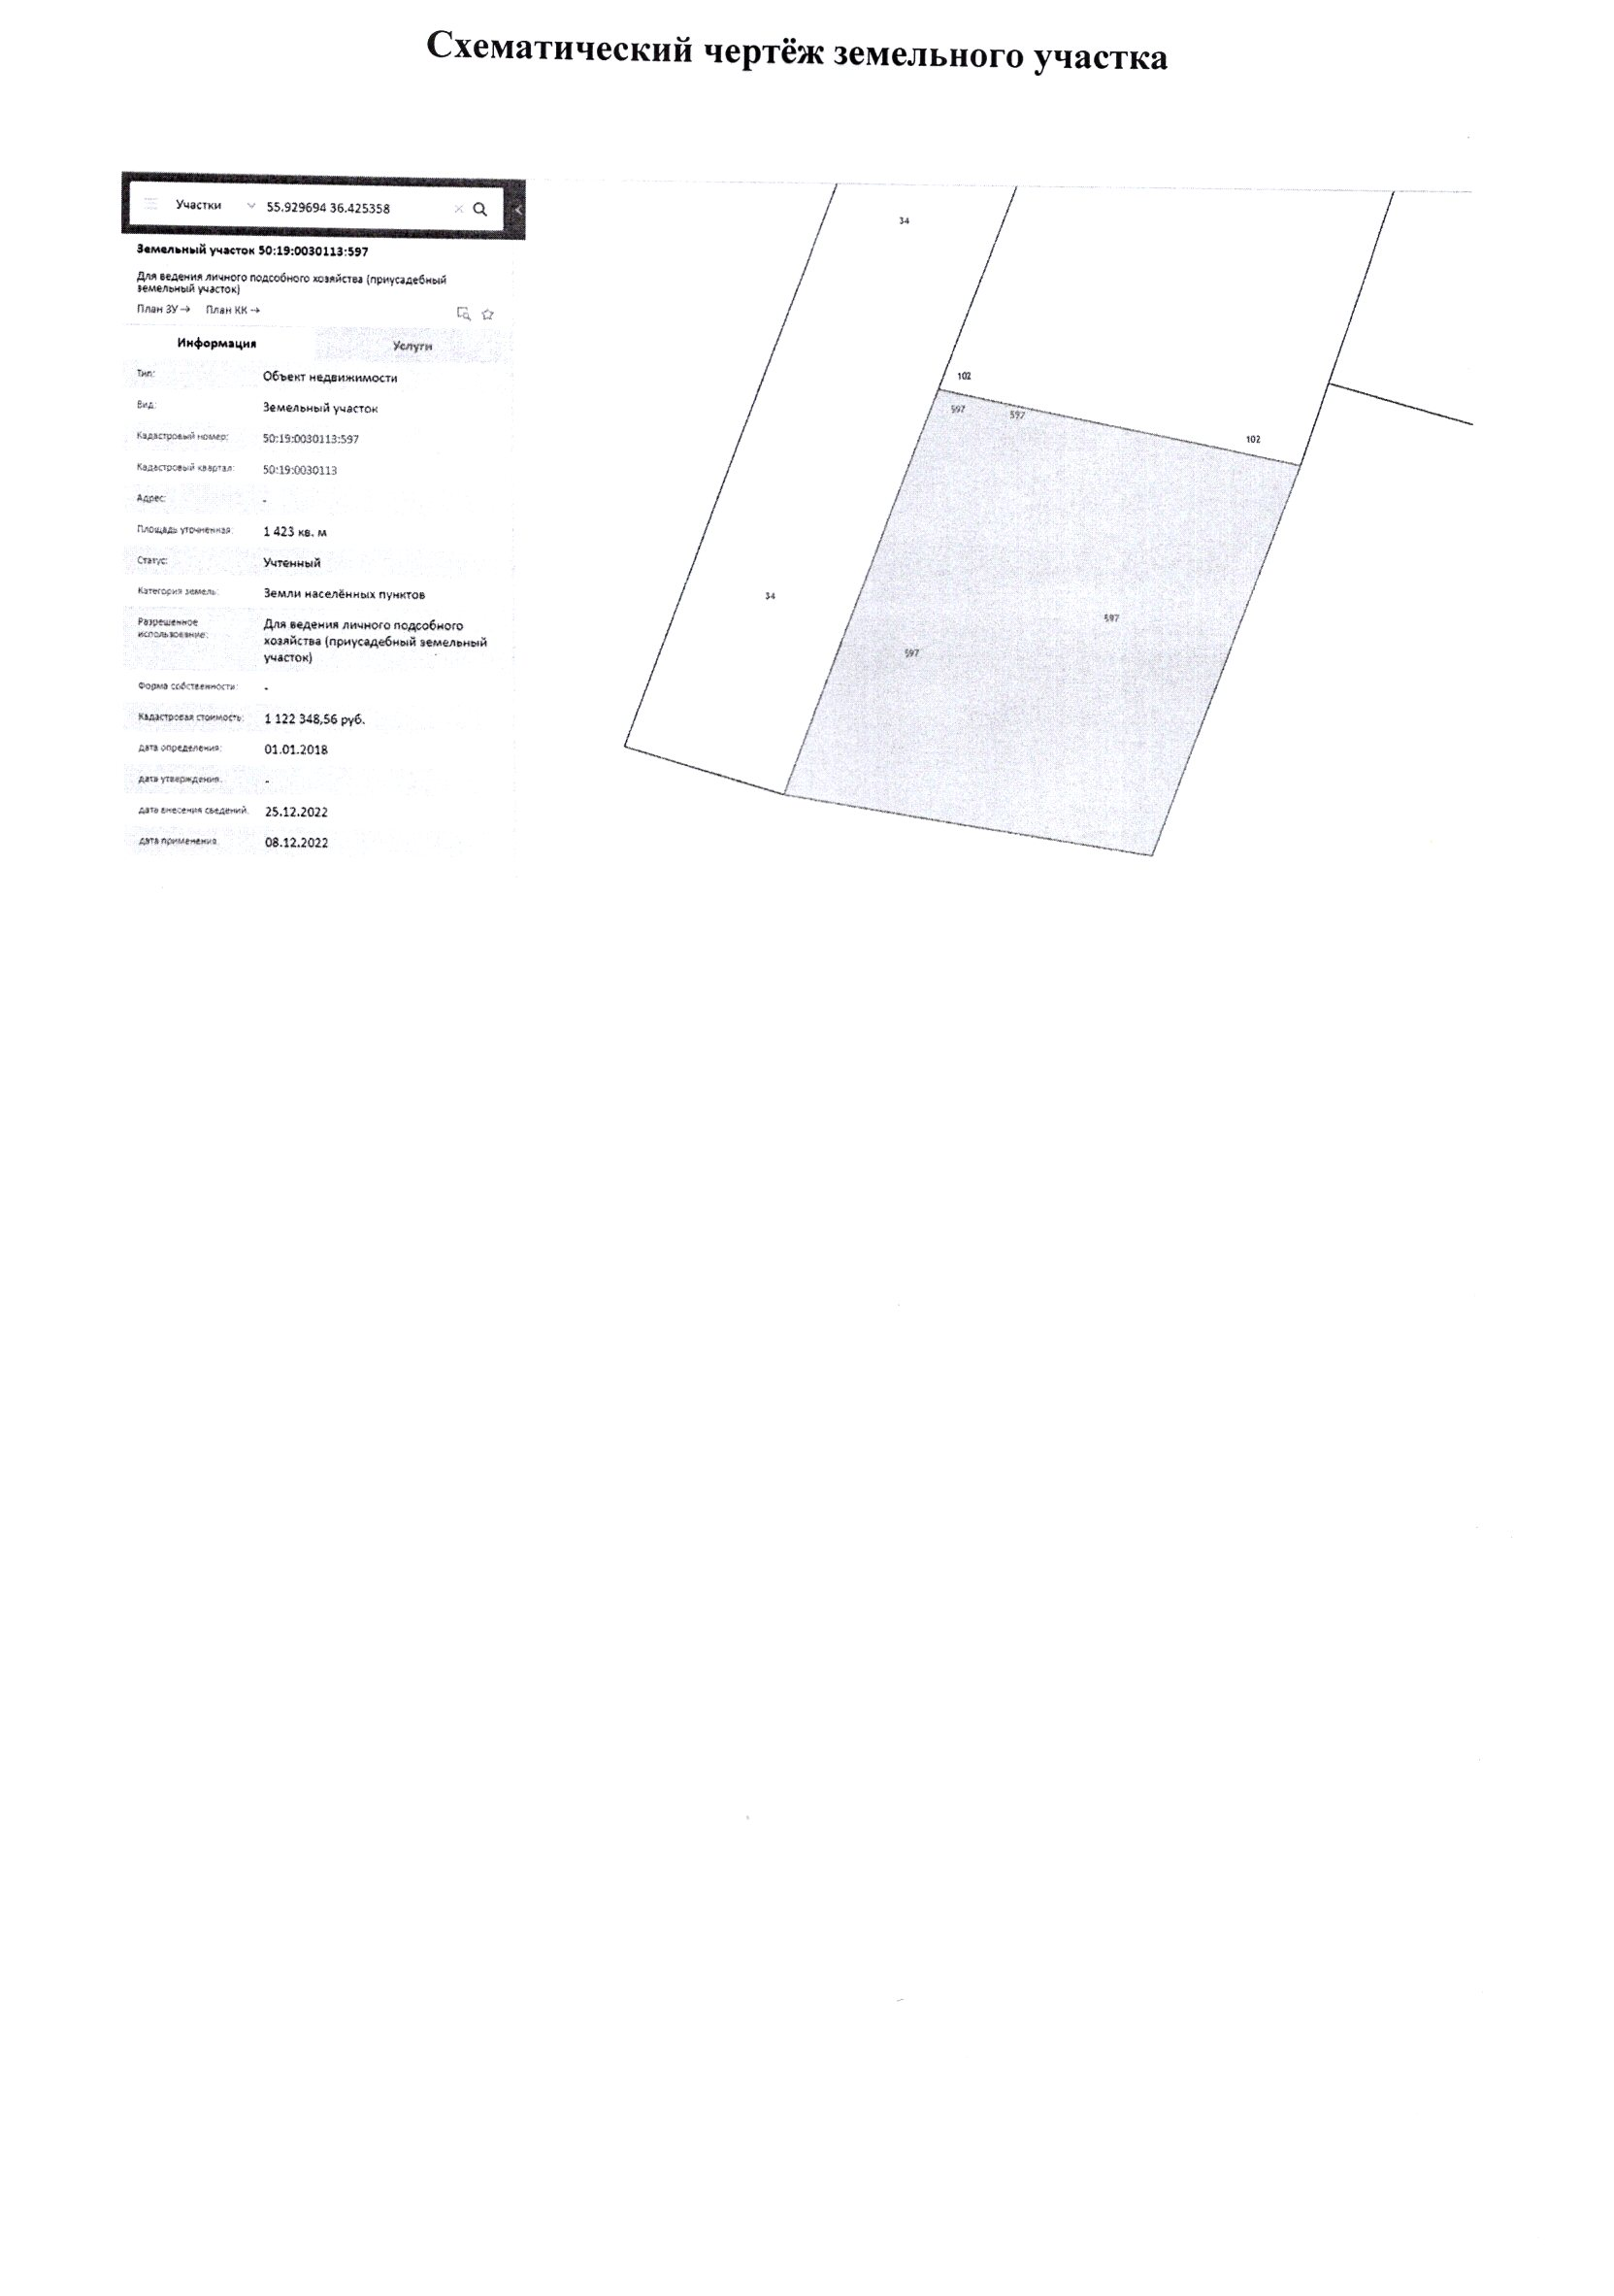 Схематический чертёж земельного участка
Участки 55.929694 36.425358
Земельный участок 50:19:0030113:597
Для ведения личного подсобного хозяйства (приусадебный
земельный участок)
План ЗУ → План КК →
Информация Услуги
Тип: Объект недвижимости
Вид: Земельный участок
Кадастровый номер: 50:19:0030113:597
Кадастровый квартал: 50:19:0030113
Адрес: -
Площадь уточненная: 1 423 кв. м
Статус: Учтенный
Категория земель: Земли населённых пунктов
Разрешенное
использование:
Для ведения личного подсобного
хозяйства (приусадебный земельный
участок)
Форма собственности: -
Кадастровая стоимость: 1 122 348,56 руб.
дата определения: 01.01.2018
дата утверждения: -
дата внесения сведений: 25.12.2022
дата применения: 08.12.2022
34
102
597
597
102
34
597
597